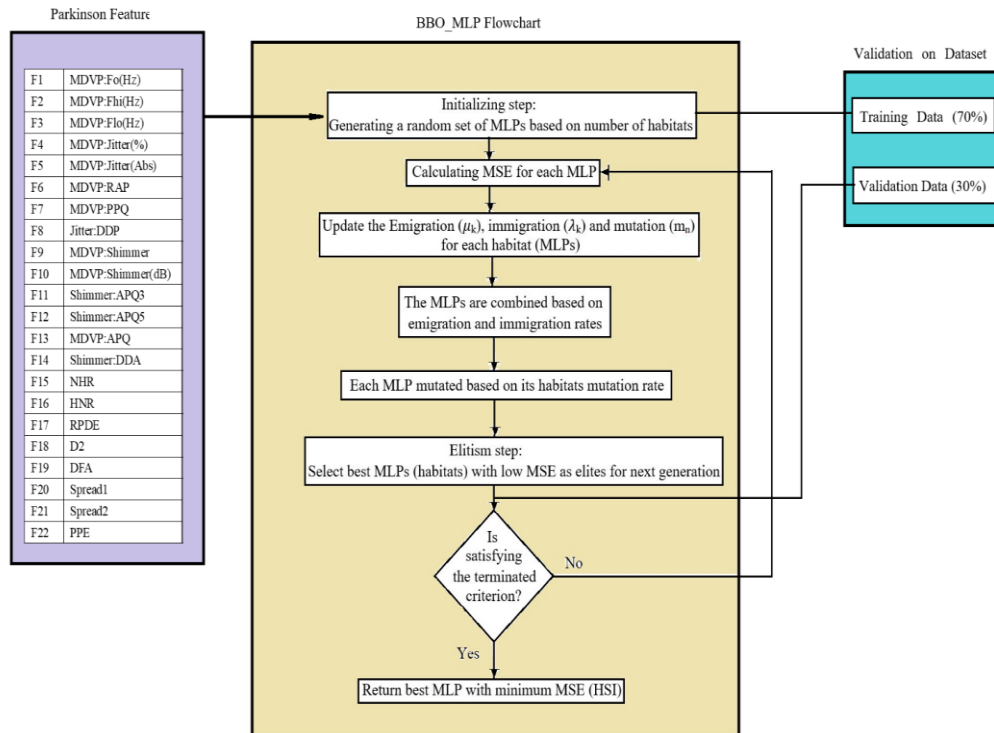 Parkinson Feature
F1 MDVP:Fo(Hz)
F2 MDVP:Fhi(Hz)
F3 MDVP:Flo(Hz)
F4 MDVP:Jitter(%)
F5 MDVP:Jitter(Abs)
F6 MDVP:RAP
F7 MDVP:PPQ
F8 Jitter:DDP
F9 MDVP:Shimmer
F10 MDVP:Shimmer(dB)
F11 Shimmer:APQ3
F12 Shimmer:APQ5
F13 MDVP:APQ
F14 Shimmer:DDA
F15 NHR
F16 HNR
F17 RPDE
F18 D2
F19 DFA
F20 Spread1
F21 Spread2
F22 PPE
BBO_MLP Flowchart
Initializing step:
Generating a random set of MLPs based on number of habitats
Calculating MSE for each MLP
Update the Emigration (μk), immigration (λk) and mutation (mn)
for each habitat (MLPs)
The MLPs are combined based on
emigration and immigration rates
Each MLP mutated based on its habitats mutation rate
Elitism step:
Select best MLPs (habitats) with low MSE as elites for next generation
Is
satisfying
the terminated
criterion?
No
Yes
Return best MLP with minimum MSE (HSI)
Validation on Dataset
Training Data (70%)
Validation Data (30%)